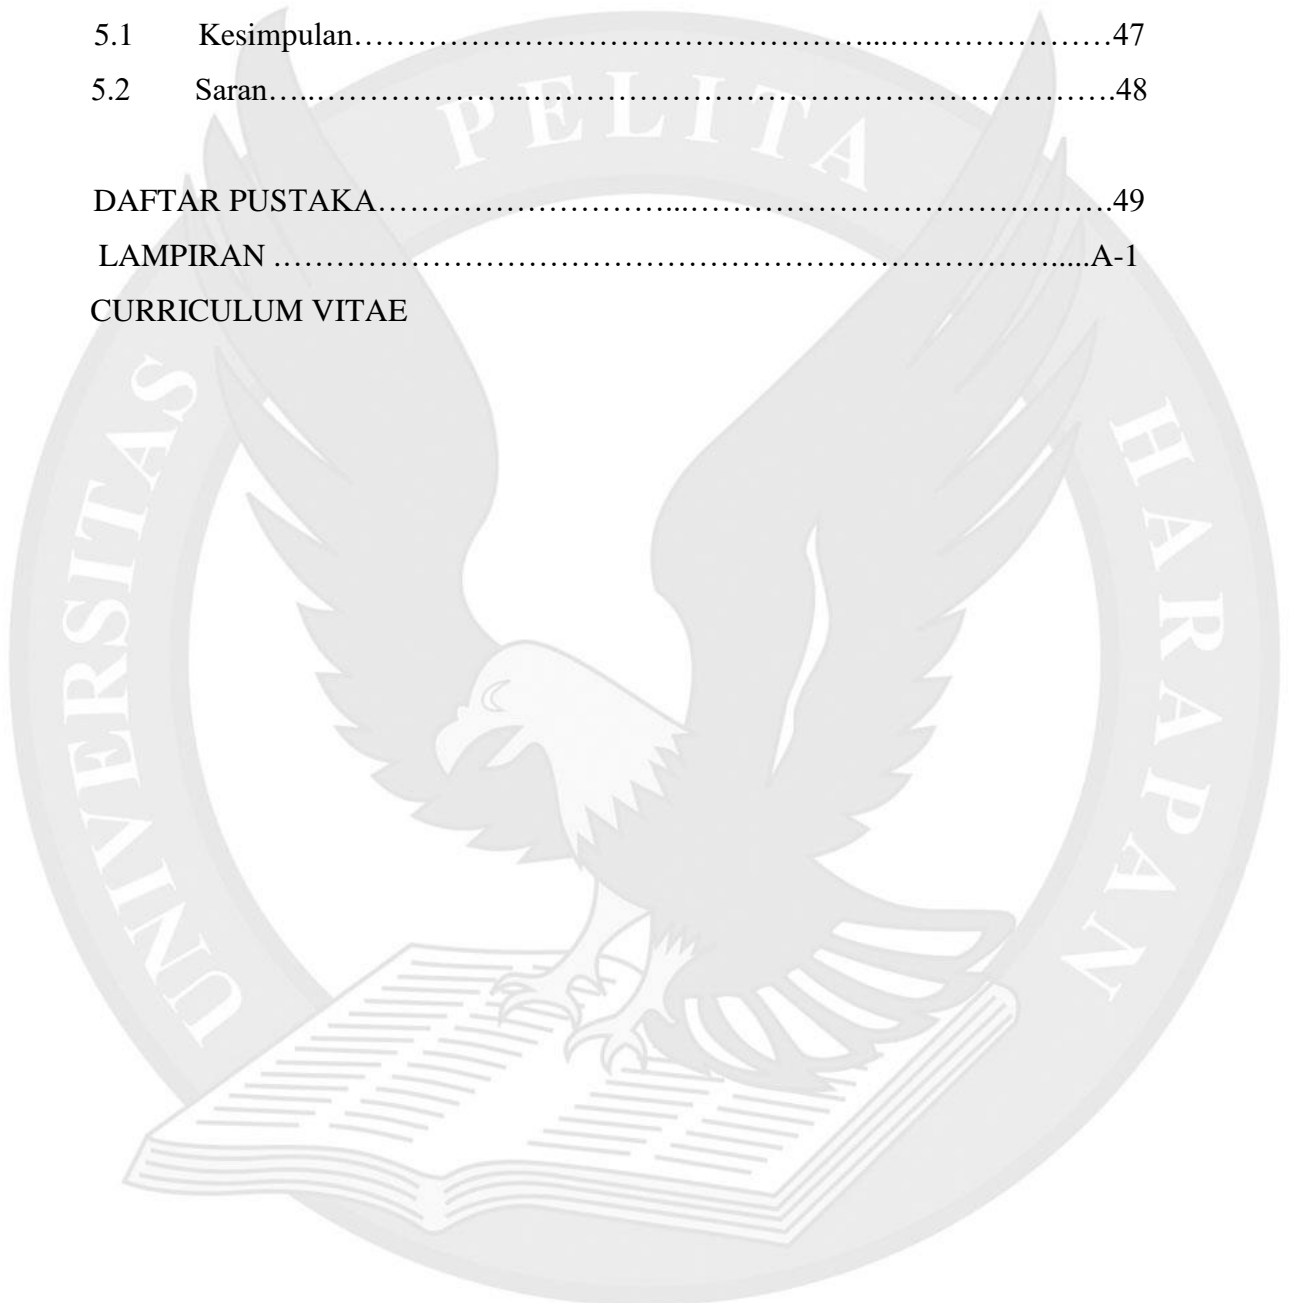 5.1 Kesimpulan……………………………………………...…………………47
5.2 Saran…..………………...……………………………………………….48
DAFTAR PUSTAKA………………………...………………………………….49
LAMPIRAN …………………………………………………………………......A-1
CURRICULUM VITAE
UNIVERSITAS PELITA HARAPAN